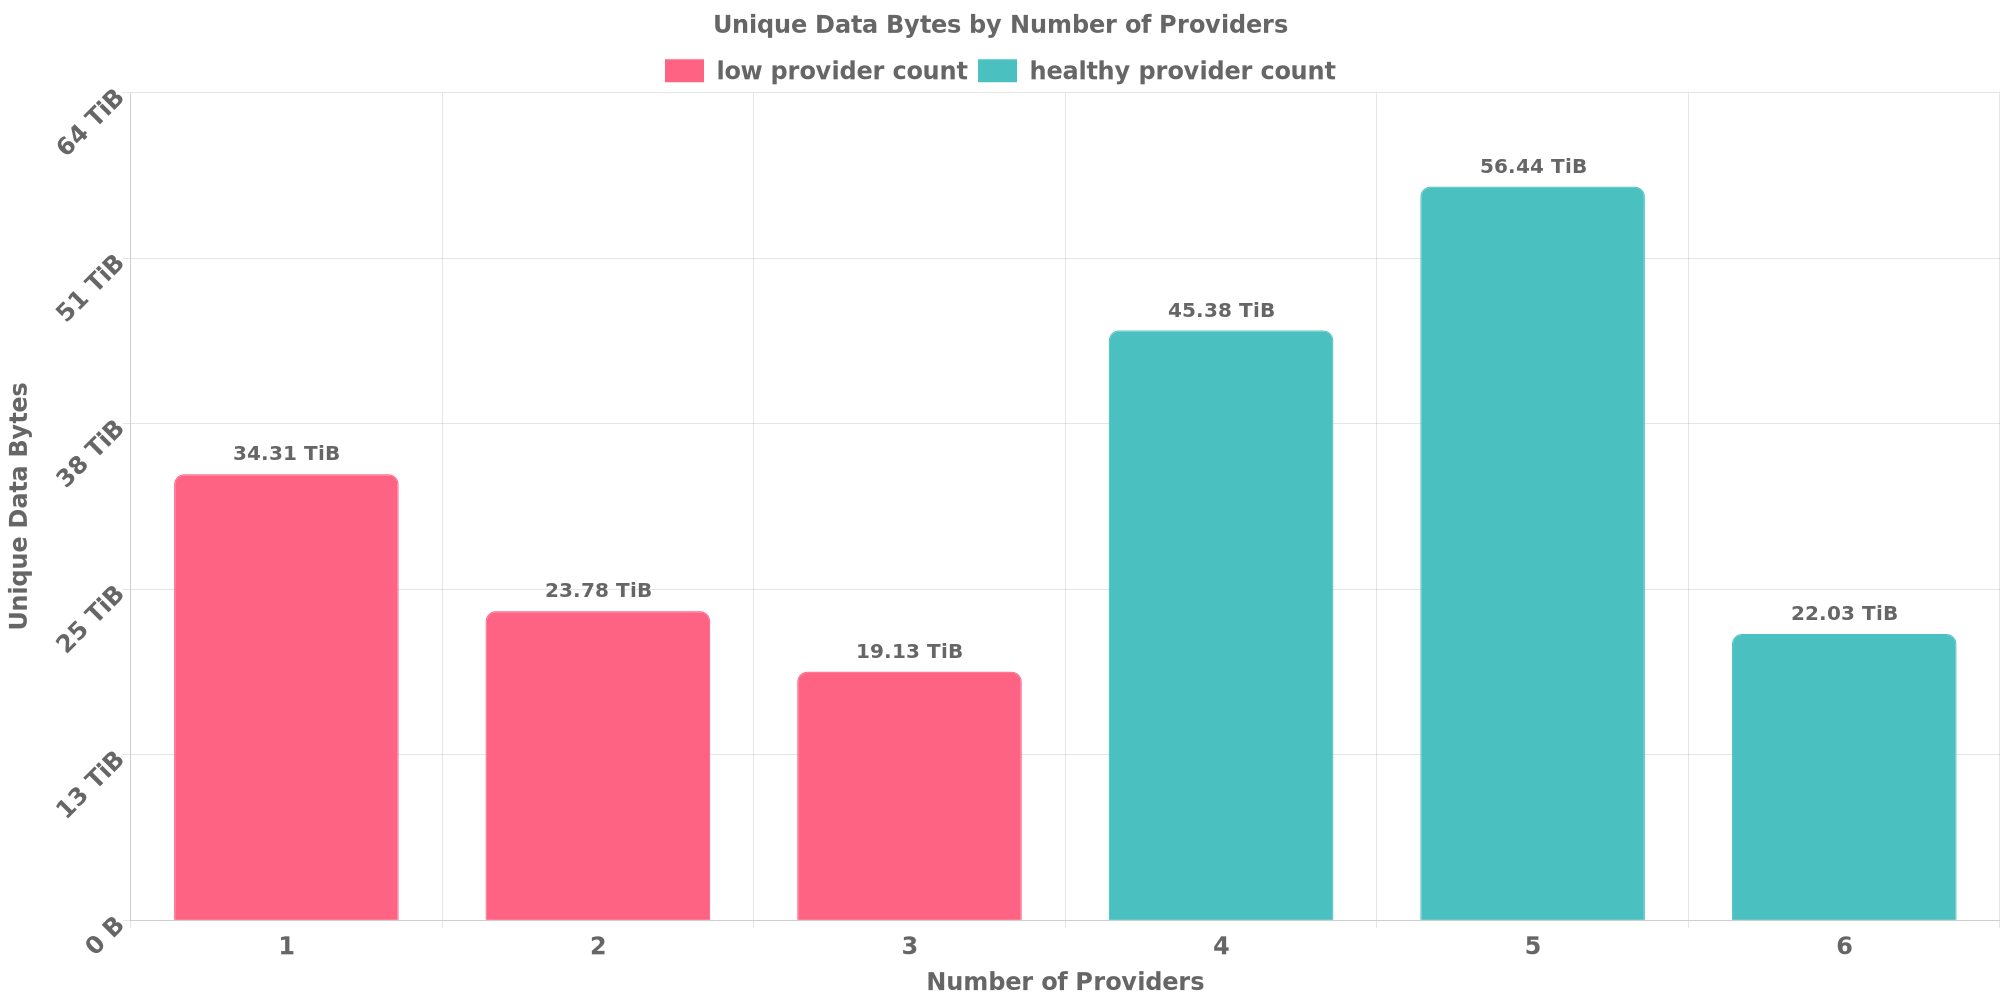 Unique Data Bytes by Number of Providers
low provider count
healthy provider count
64 TiB
51 TiB
38 TiB
25 TiB
13 TiB
0 B
Unique Data Bytes
34.31 TiB
23.78 TiB
19.13 TiB
45.38 TiB
56.44 TiB
22.03 TiB
1 2 3 4 5 6
Number of Providers